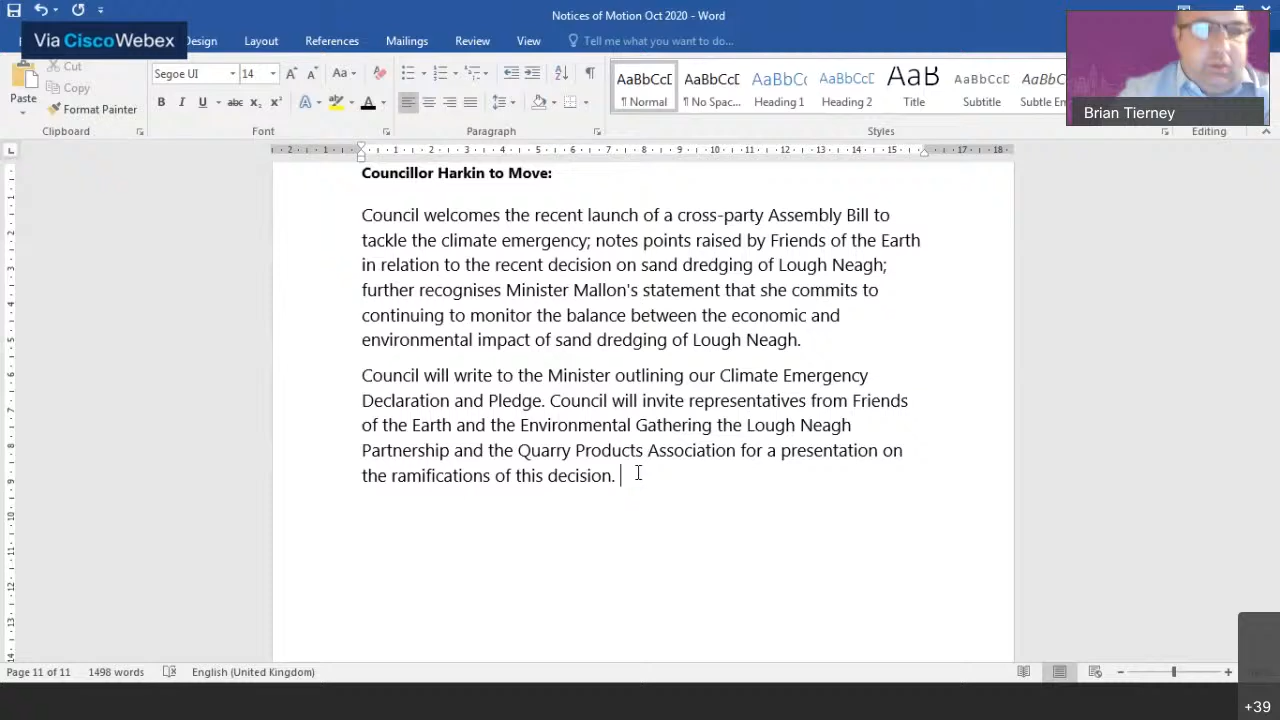 Notices of Motion Oct 2020 - Word
Via CiscoWebex
Design Layout References Mailings Review View Tell me what you want to do...
Cut
Copy
Paste Format Painter
Segoe UI 14
AaBbCcD AaBbCcD AaBbCc AaBbCcD AaB AaBbCcD
¶ Normal ¶ No Spac... Heading 1 Heading 2 Title Subtitle Subtle Em
Brian Tierney
Clipboard Font Paragraph Styles Editing
Councillor Harkin to Move:
Council welcomes the recent launch of a cross-party Assembly Bill to
tackle the climate emergency; notes points raised by Friends of the Earth
in relation to the recent decision on sand dredging of Lough Neagh;
further recognises Minister Mallon's statement that she commits to
continuing to monitor the balance between the economic and
environmental impact of sand dredging of Lough Neagh.
Council will write to the Minister outlining our Climate Emergency
Declaration and Pledge. Council will invite representatives from Friends
of the Earth and the Environmental Gathering the Lough Neagh
Partnership and the Quarry Products Association for a presentation on
the ramifications of this decision.
Page 11 of 11 1498 words English (United Kingdom)
+39